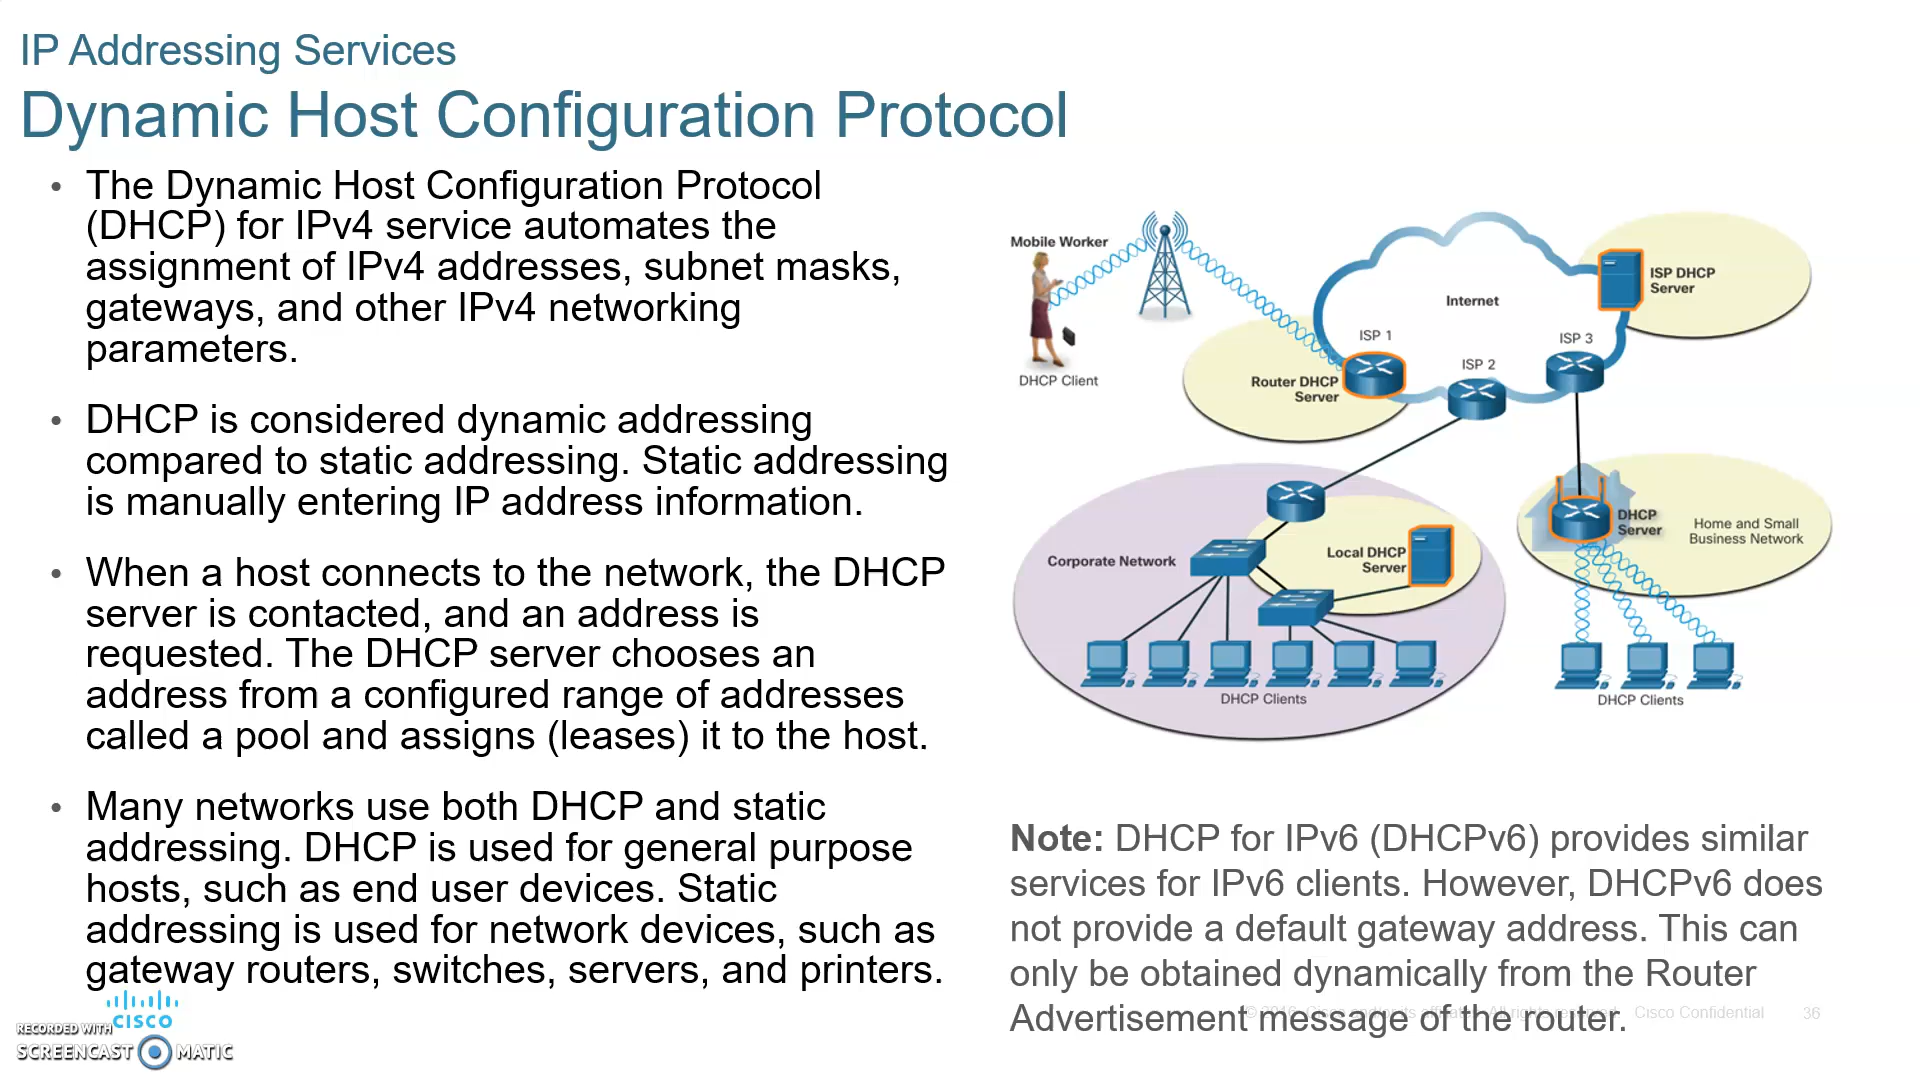 IP Addressing Services
Dynamic Host Configuration Protocol
• The Dynamic Host Configuration Protocol
(DHCP) for IPv4 service automates the
assignment of IPv4 addresses, subnet masks,
gateways, and other IPv4 networking
parameters.
• DHCP is considered dynamic addressing
compared to static addressing. Static addressing
is manually entering IP address information.
• When a host connects to the network, the DHCP
server is contacted, and an address is
requested. The DHCP server chooses an
address from a configured range of addresses
called a pool and assigns (leases) it to the host.
• Many networks use both DHCP and static
addressing. DHCP is used for general purpose
hosts, such as end user devices. Static
addressing is used for network devices, such as
gateway routers, switches, servers, and printers.
Mobile Worker
DHCP Client
Internet
ISP DHCP
Server
ISP 1
ISP 2
ISP 3
Router DHCP
Server
Corporate Network
Local DHCP
Server
DHCP Clients
DHCP
Server
Home and Small
Business Network
DHCP Clients
Note: DHCP for IPv6 (DHCPv6) provides similar
services for IPv6 clients. However, DHCPv6 does
not provide a default gateway address. This can
only be obtained dynamically from the Router
Advertisement message of the router.
© 2016 Cisco and/or its affiliates. All rights reserved. Cisco Confidential 36
CISCO
RECORDED WITH
SCREENCAST MATIC